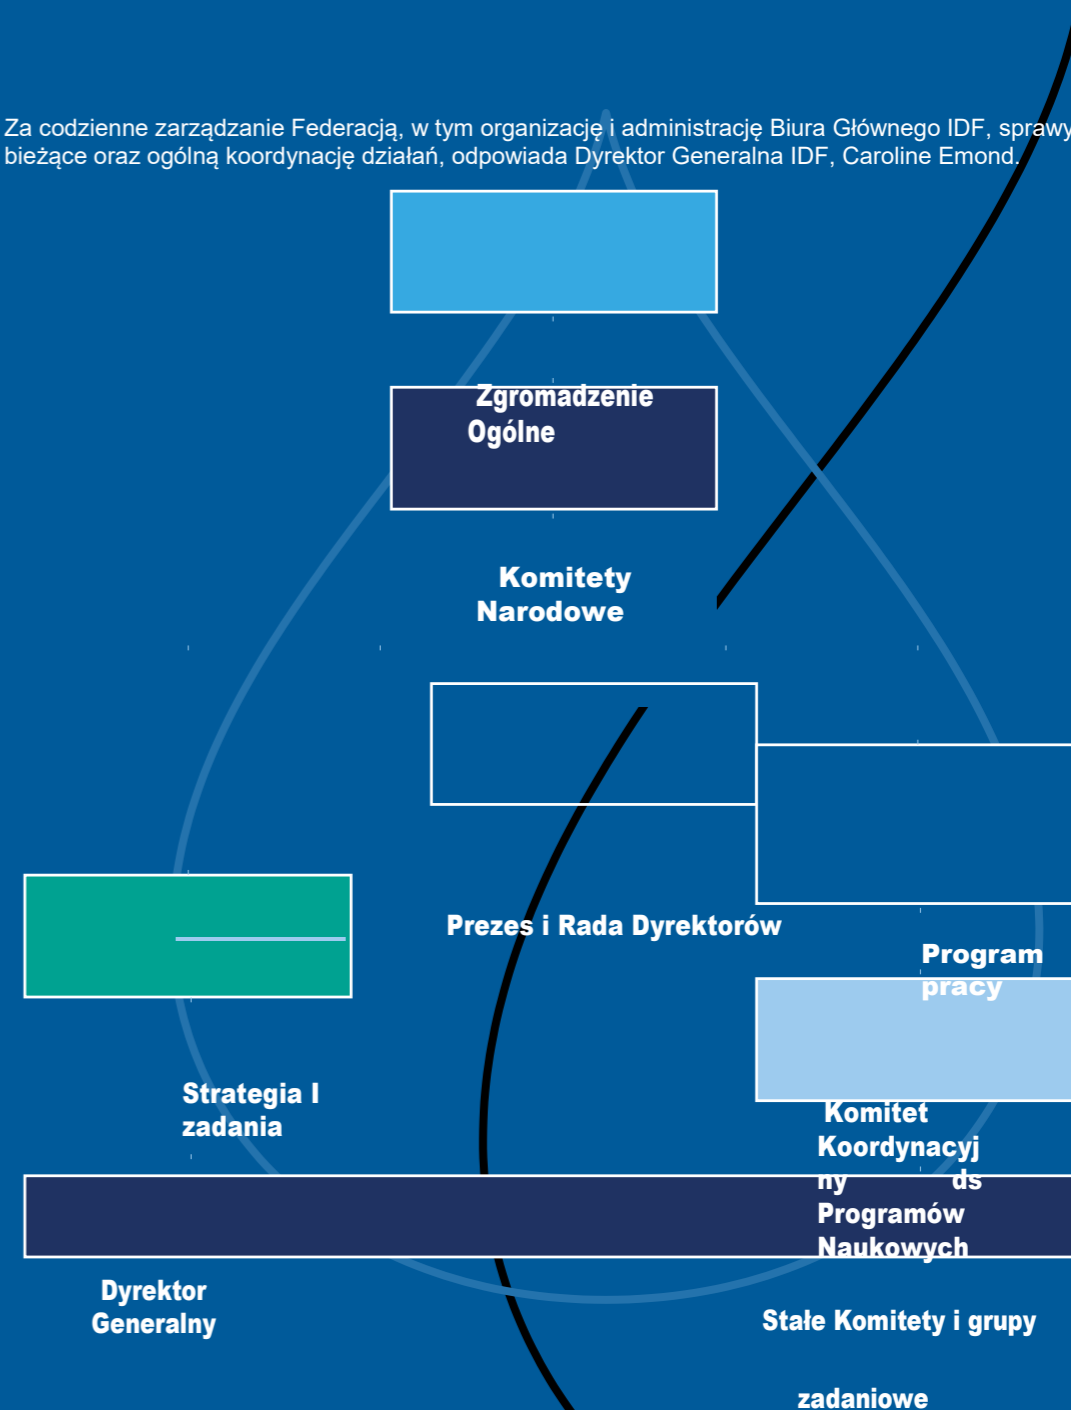 Za codzienne zarządzanie Federacją, w tym organizację i administrację Biura Głównego IDF, sprawy
bieżące oraz ogólną koordynację działań, odpowiada Dyrektor Generalna IDF, Caroline Emond.
Zgromadzenie
Ogólne
Komitety
Narodowe
Prezes i Rada Dyrektorów
Program
pracy
Strategia I
zadania
Komitet
Koordynacyj
ny ds
Programów
Naukowych
Dyrektor
Generalny
Stałe Komitety i grupy
zadaniowe